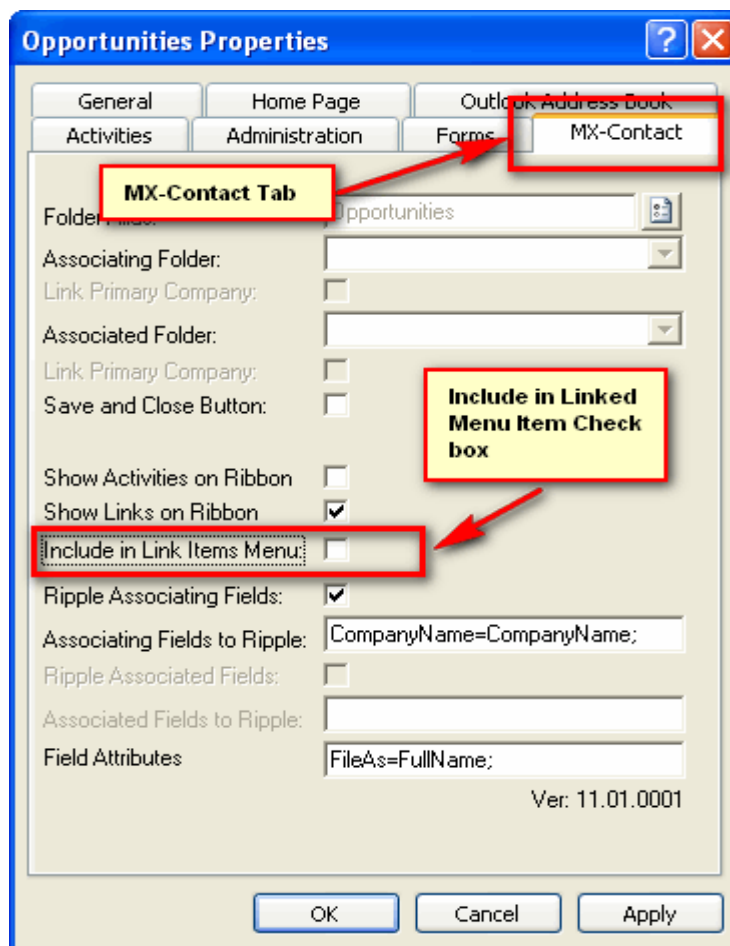 Opportunities Properties
General Home Page Outlook Address Book
Activities Administration Forms MX-Contact
MX-Contact Tab
Folder Opportunities
Associating Folder:
Link Primary Company:
Associated Folder:
Link Primary Company:
Include in Linked
Menu Item Check
box
Save and Close Button:
Show Activities on Ribbon
Show Links on Ribbon
Include in Link Items Menu:
Ripple Associating Fields:
Associating Fields to Ripple: CompanyName=CompanyName;
Ripple Associated Fields:
Associated Fields to Ripple:
Field Attributes FileAs=FullName;
Ver: 11.01.0001
OK Cancel Apply